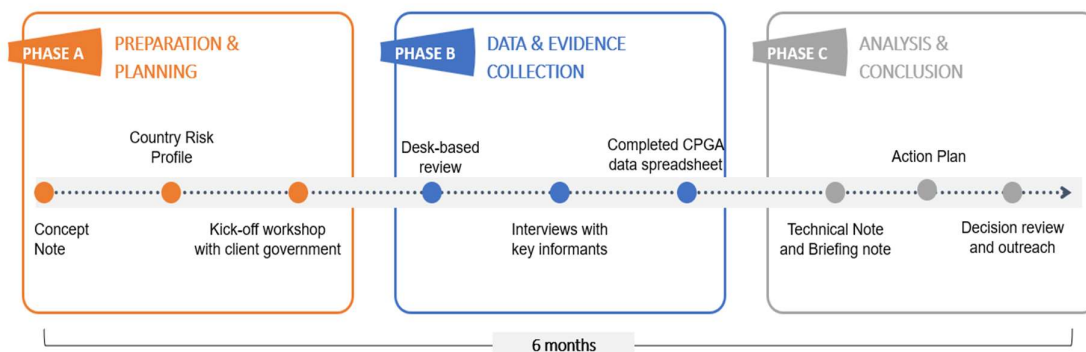 PHASE A
PREPARATION &
PLANNING
Country Risk
Profile
Concept
Note
Kick-off workshop
with client government
PHASE B
DATA & EVIDENCE
COLLECTION
Desk-based
review
Completed CPGA
data spreadsheet
Interviews with
key informants
PHASE C
ANALYSIS &
CONCLUSION
Action Plan
Technical Note
and Briefing note
Decision review
and outreach
6 months